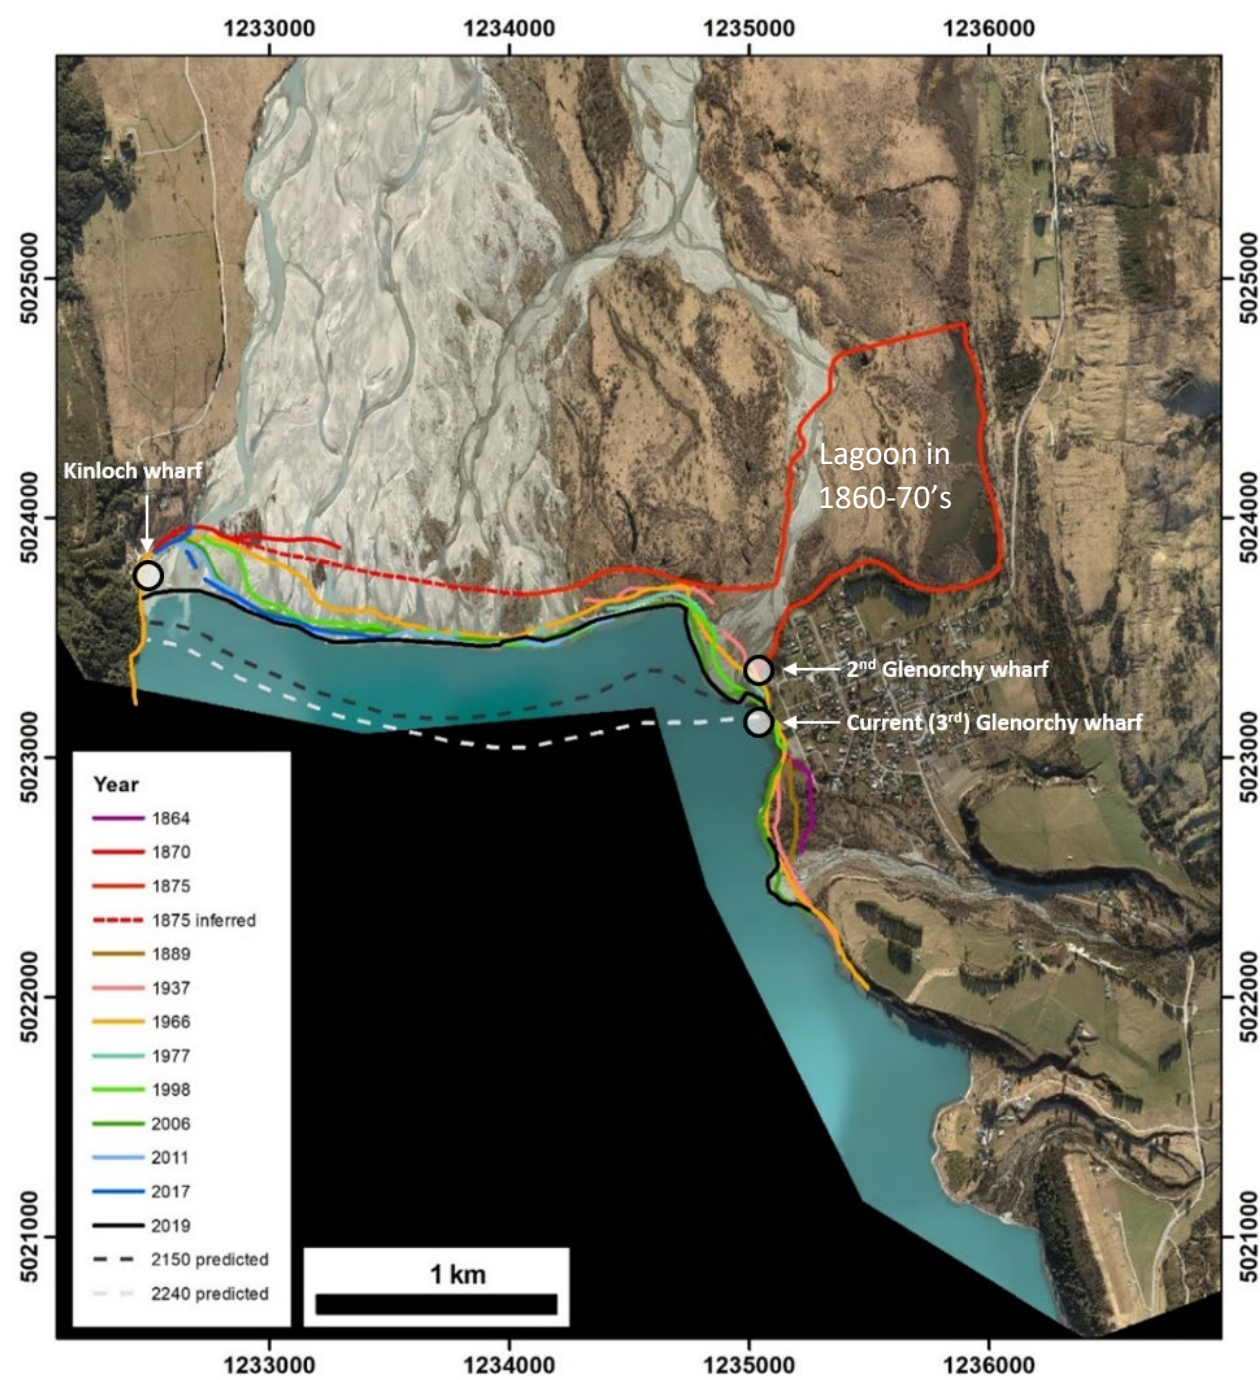 1233000 1234000 1235000 1236000
5025000
5025000
Kinloch wharf
Lagoon in
1860-70's
5024000
5024000
2nd Glenorchy wharf
Current (3rd) Glenorchy wharf
5023000
5023000
Year
1864
1870
1875
1875 inferred
1889
1937
1966
1977
1998
2006
2011
2017
2019
2150 predicted
2240 predicted
5022000
5022000
5021000
5021000
1 km
1233000 1234000 1235000 1236000